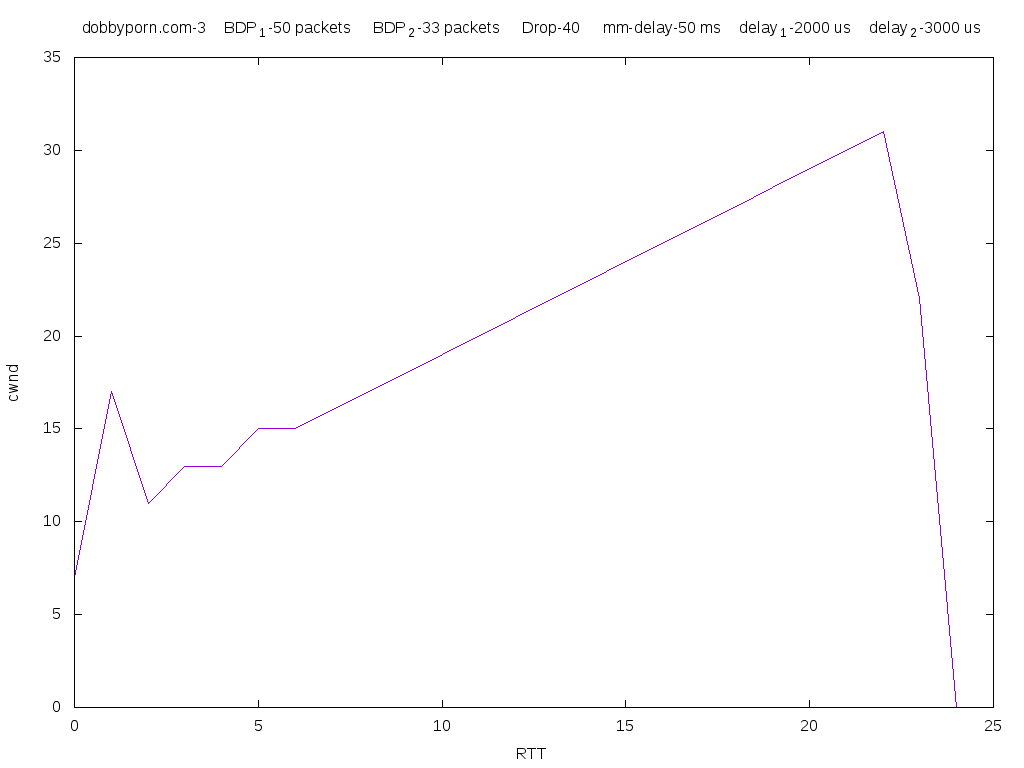 dobbyporn.com-3 BDP1-50 packets BDP2-33 packets Drop-40 mm-delay-50 ms delay1-2000 us delay2-3000 us
35
30
25
20
15
10
5
0
cwnd
0 5 10 15 20 25
RTT